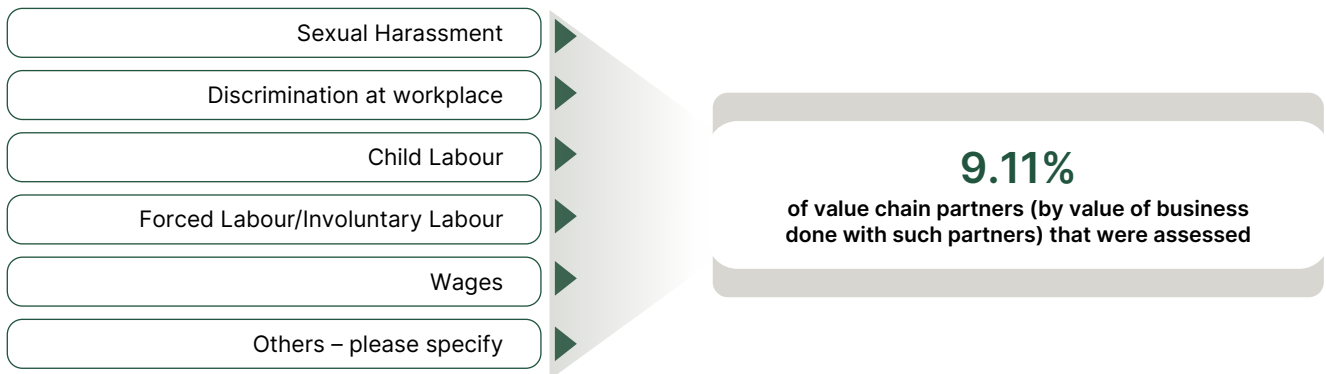 Sexual Harassment
Discrimination at workplace
Child Labour
Forced Labour/Involuntary Labour
Wages
Others – please specify
9.11%
of value chain partners (by value of business
done with such partners) that were assessed